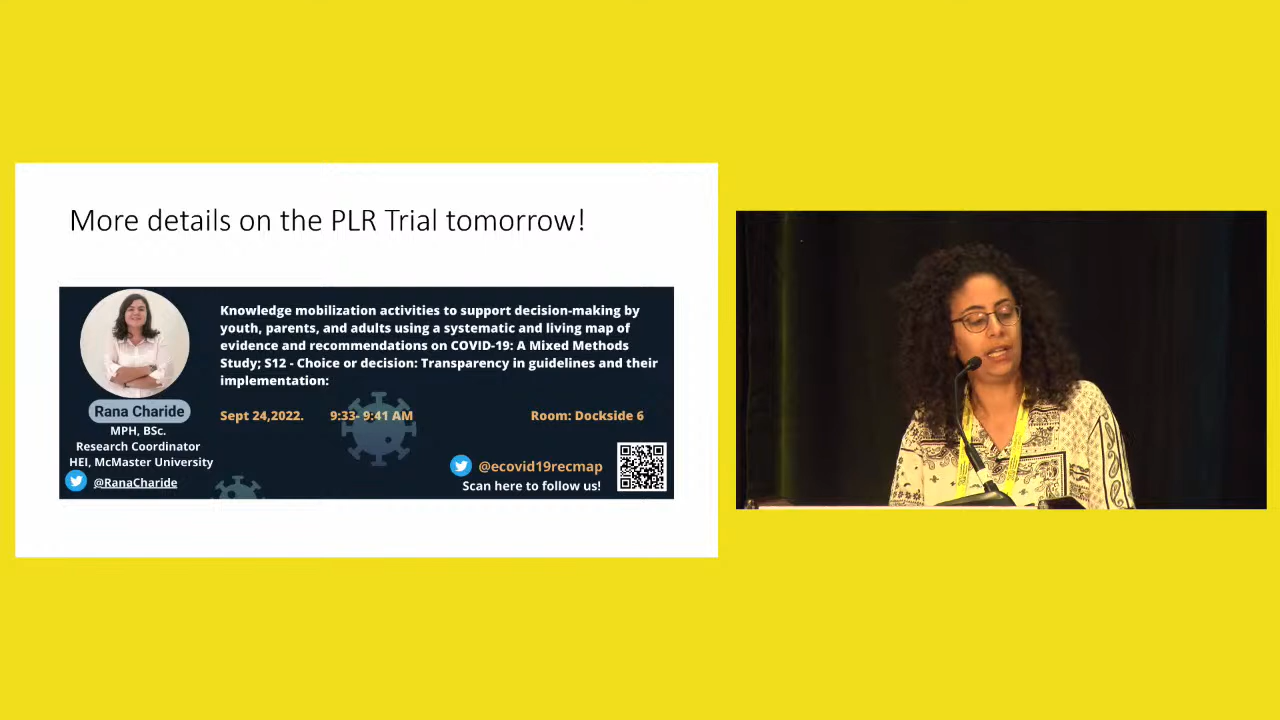 More details on the PLR Trial tomorrow!
Knowledge mobilization activities to support decision-making by
youth, parents, and adults using a systematic and living map of
evidence and recommendations on COVID-19: A Mixed Methods
Study; S12 - Choice or decision: Transparency in guidelines and their
implementation:
Sept 24,2022. 9:33- 9:41 AM Room: Dockside 6
Rana Charide
MPH, BSc.
Research Coordinator
HEI, McMaster University
@RanaCharide
@ecovid19recmap
Scan here to follow us!